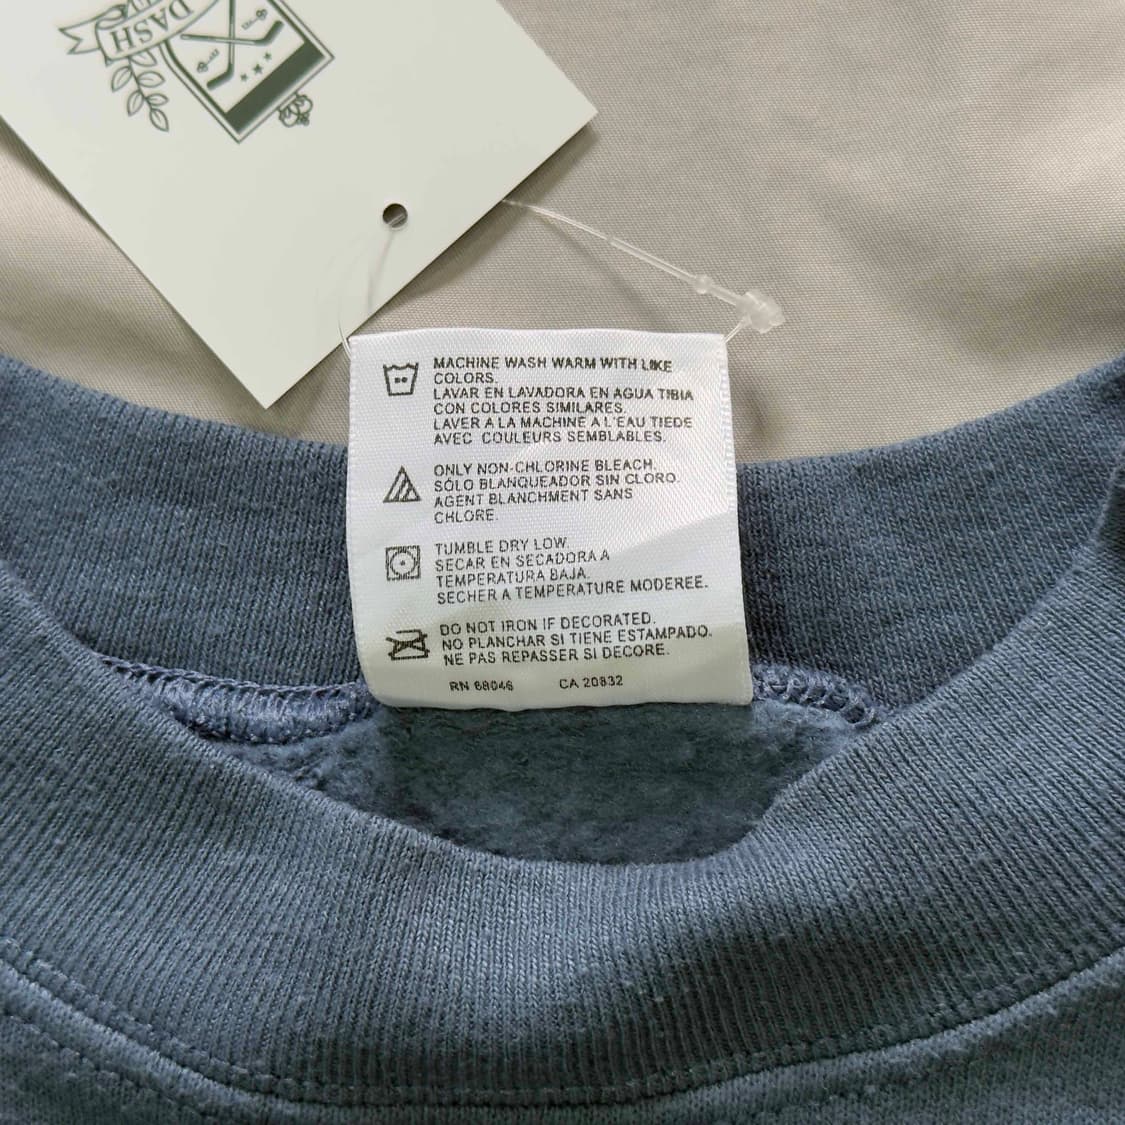 DASH
MACHINE WASH WARM WITH LIKE
COLORS.
LAVAR EN LAVADORA EN AGUA TIBIA
CON COLORES SIMILARES.
LAVER A LA MACHINE A L'EAU TIEDE
AVEC COULEURS SEMBLABLES.
ONLY NON-CHLORINE BLEACH.
SÓLO BLANQUEADOR SIN CLORO.
AGENT BLANCHMENT SANS
CHLORE.
TUMBLE DRY LOW.
SECAR EN SECADORA A
TEMPERATURA BAJA.
SECHER A TEMPERATURE MODEREE.
DO NOT IRON IF DECORATED.
NO PLANCHAR SI TIENE ESTAMPADO.
NE PAS REPASSER SI DECORE.
RN 68046 CA 20832